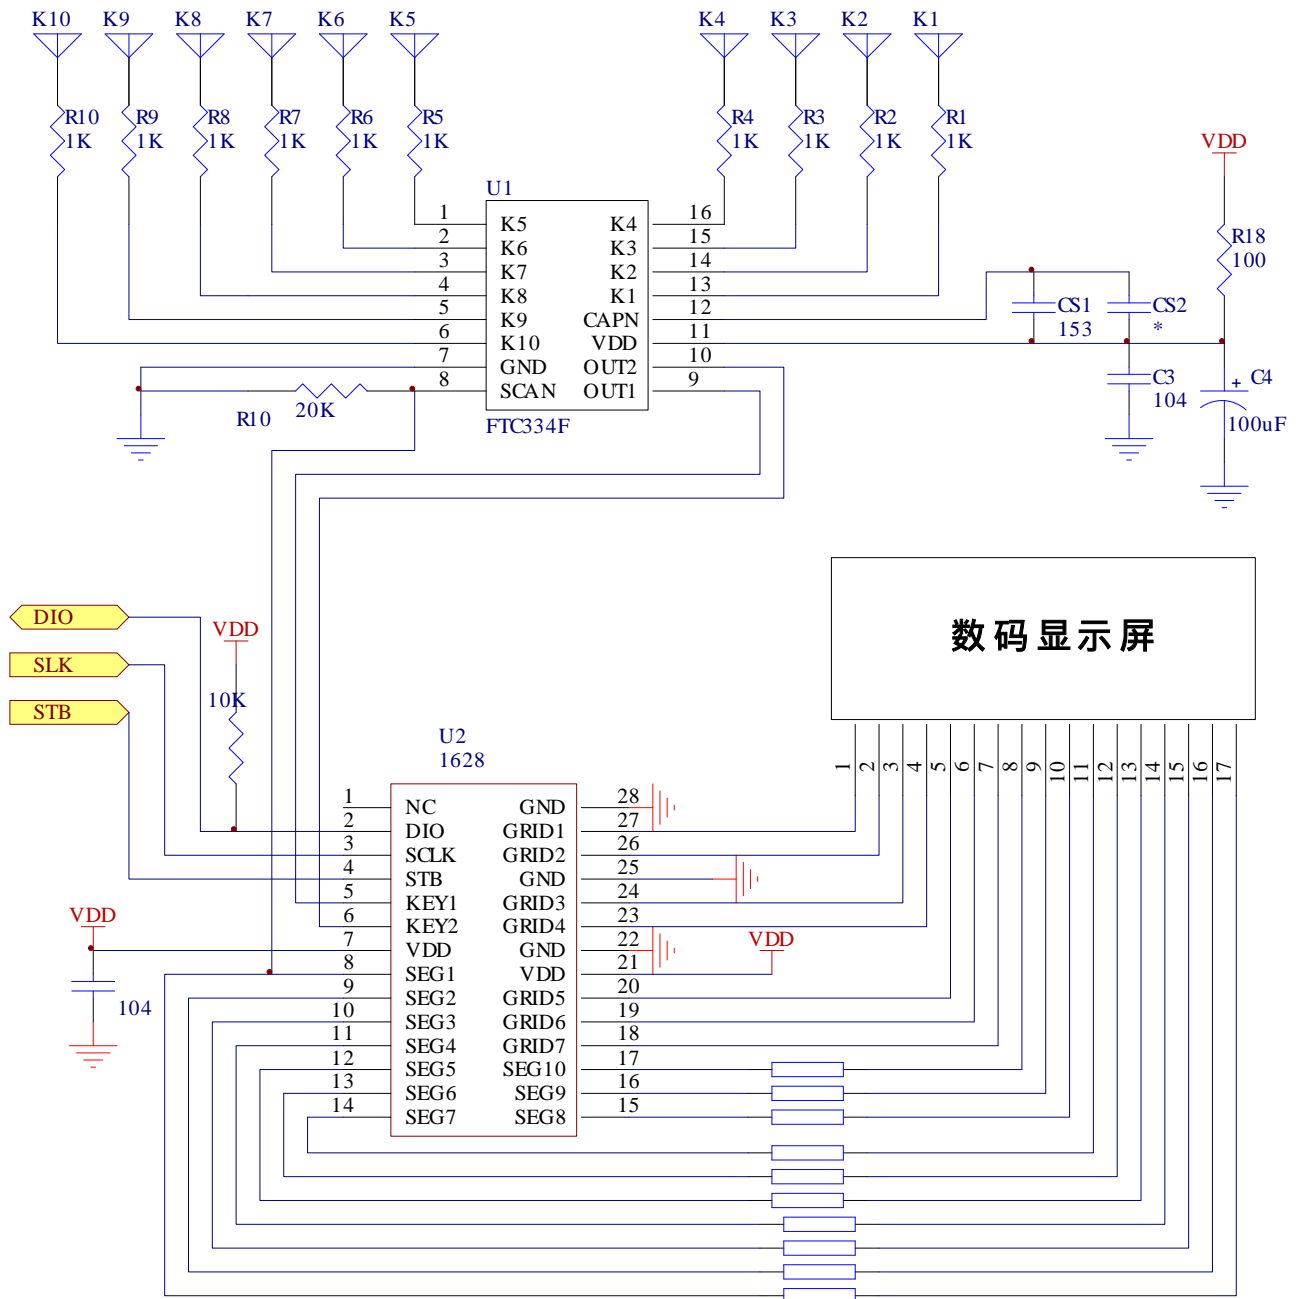 K10 K9 K8 K7 K6 K5 K4 K3 K2 K1
R10 R9 R8 R7 R6 R5 R4 R3 R2 R1
1K 1K 1K 1K 1K 1K 1K 1K 1K 1K
VDD
R18
100
U1
1 K5 K4 16
2 K6 K3 15
3 K7 K2 14
4 K8 K1 13
5 K9 CAPN 12
6 K10 VDD 11
7 GND OUT2 10
8 SCAN OUT1 9
FTC334F
CS1
153
CS2
*
C3
104
+ C4
100uF
R10 20K
DIO
SLK
STB
VDD
10K
数码显示屏
1 2 3 4 5 6 7 8 9 10 11 12 13 14 15 16 17
U2
1628
1 NC GND 28
2 DIO GRID1 27
3 SCLK GRID2 26
4 STB GND 25
5 KEY1 GRID3 24
6 KEY2 GRID4 23
7 VDD GND 22
8 SEG1 VDD 21
9 SEG2 GRID5 20
10 SEG3 GRID6 19
11 SEG4 GRID7 18
12 SEG5 SEG10 17
13 SEG6 SEG9 16
14 SEG7 SEG8 15
VDD
VDD
104